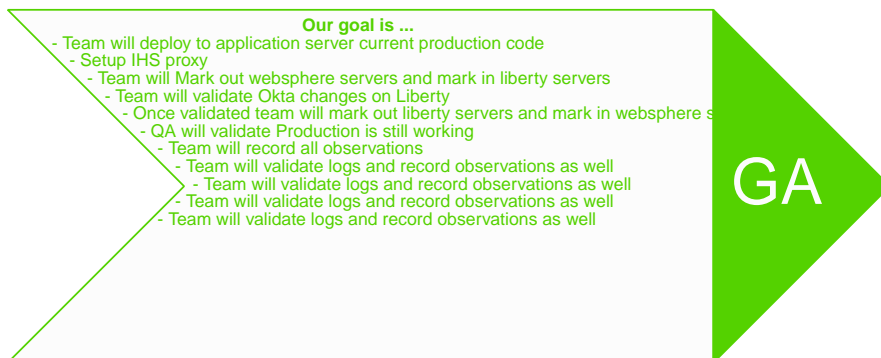 Our goal is ...
- Team will deploy to application server current production code
- Setup IHS proxy
- Team will Mark out websphere servers and mark in liberty servers
- Team will validate Okta changes on Liberty
- Once validated team will mark out liberty servers and mark in websphere s
- QA will validate Production is still working
- Team will record all observations
- Team will validate logs and record observations as well
- Team will validate logs and record observations as well
- Team will validate logs and record observations as well
- Team will validate logs and record observations as well
GA